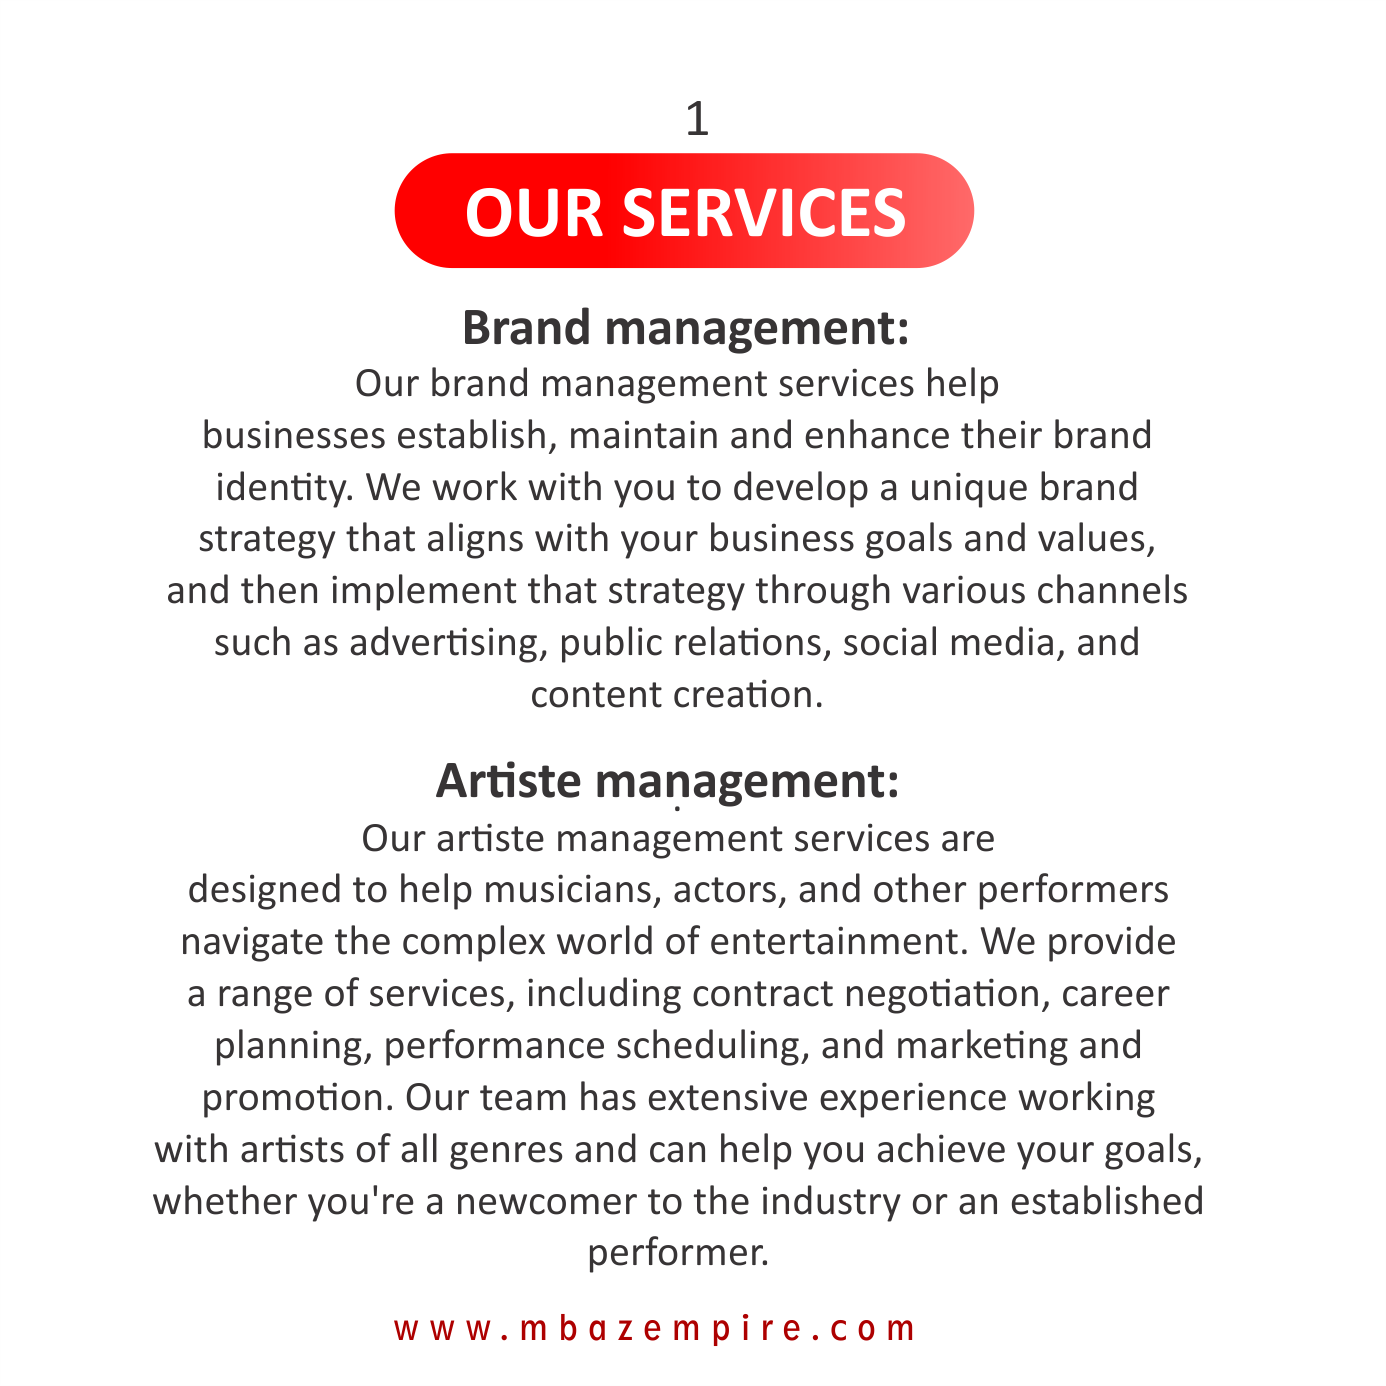 1
OUR SERVICES
Brand management:
Our brand management services help
businesses establish, maintain and enhance their brand
identity. We work with you to develop a unique brand
strategy that aligns with your business goals and values,
and then implement that strategy through various channels
such as advertising, public relations, social media, and
content creation.
Artiste management:
.
Our artiste management services are
designed to help musicians, actors, and other performers
navigate the complex world of entertainment. We provide
a range of services, including contract negotiation, career
planning, performance scheduling, and marketing and
promotion. Our team has extensive experience working
with artists of all genres and can help you achieve your goals,
whether you're a newcomer to the industry or an established
performer.
www.mbazempire.com